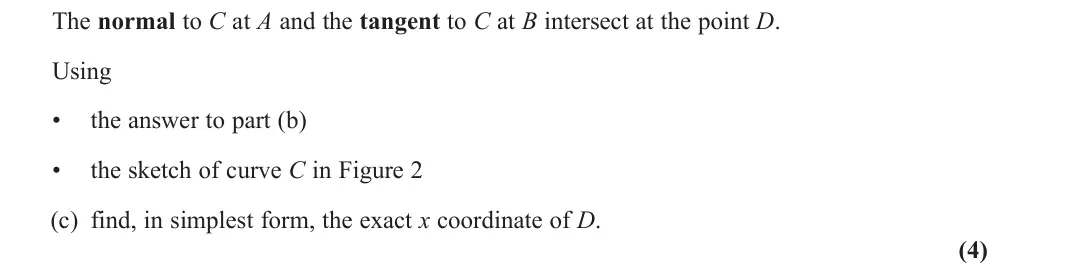 The normal to C at A and the tangent to C at B intersect at the point D.
Using
• the answer to part (b)
• the sketch of curve C in Figure 2
(c) find, in simplest form, the exact x coordinate of D.
(4)